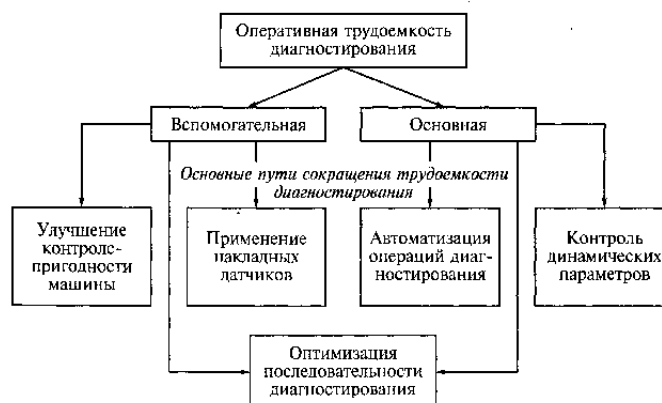 Оперативная трудоемкость
диагностирования
Вспомогательная
Основная
Основные пути сокращения трудоемкости
диагностирования
Улучшение
контроле-
пригодности
машины
Применение
накладных
датчиков
Автоматизация
операций диаг-
ностирования
Контроль
динамических
параметров
Оптимизация
последовательности
диагностирования